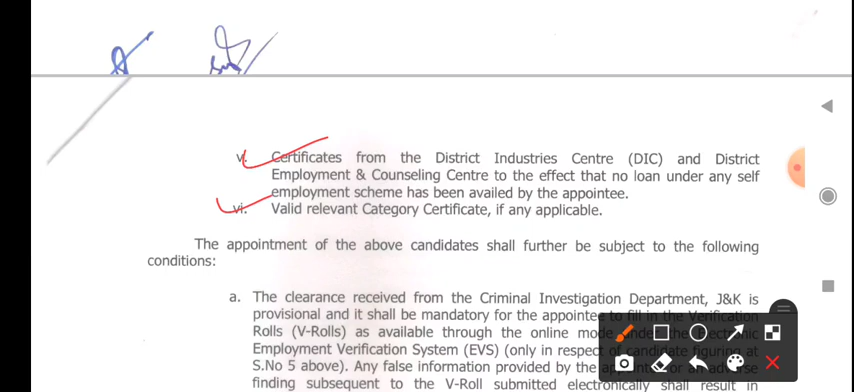 v. Certificates from the District Industries Centre (DIC) and District
Employment & Counseling Centre to the effect that no loan under any self
employment scheme has been availed by the appointee.
vi. Valid relevant Category Certificate, if any applicable.
The appointment of the above candidates shall further be subject to the following
conditions:
a. The clearance received from the Criminal Investigation Department, J&K is
provisional and it shall be mandatory for the appointee to fill in the Verification
Rolls (V-Rolls) as available through the online mode under the Electronic
Employment Verification System (EVS) (only in respect of candidate figuring at
S.No 5 above). Any false information provided by the appointee or an adverse
finding subsequent to the V-Roll submitted electronically shall result in